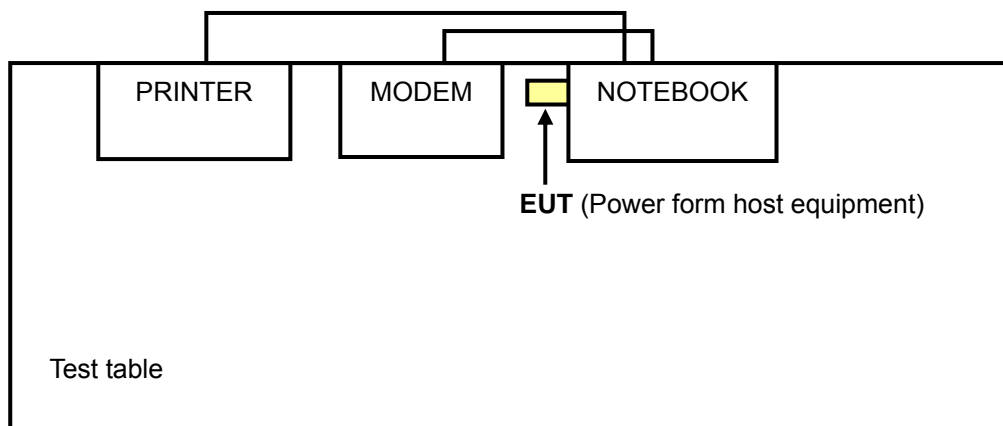 PRINTER
MODEM
NOTEBOOK
EUT (Power form host equipment)
Test table